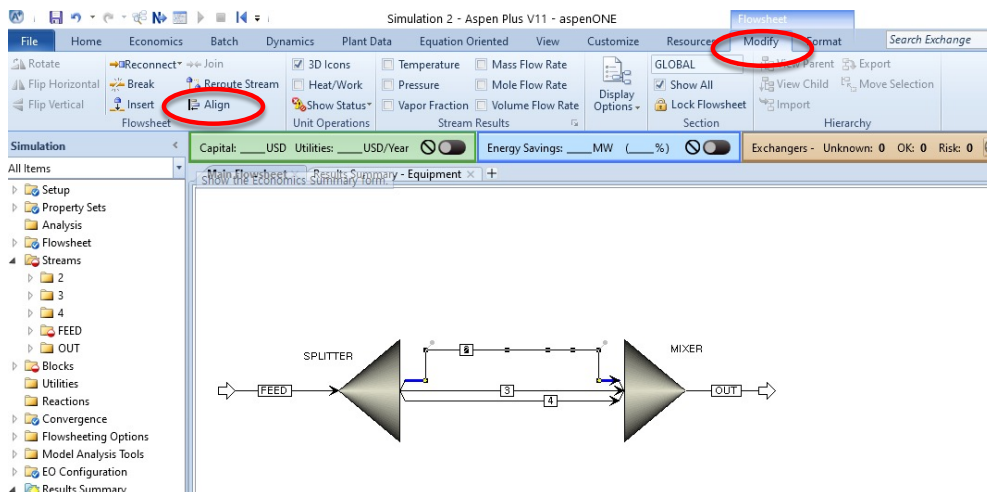 Simulation 2 - Aspen Plus V11 - aspenONE
Flowsheet
File Home Economics Batch Dynamics Plant Data Equation Oriented View Customize Resources Modify Format Search Exchange
Rotate Reconnect Join
Flip Horizontal Break Reroute Stream
Flip Vertical Insert Align
Flowsheet
3D Icons
Heat/Work
Show Status
Unit Operations
Temperature Mass Flow Rate
Pressure Mole Flow Rate
Vapor Fraction Volume Flow Rate
Stream Results
Display
Options
GLOBAL
Show All
Lock Flowsheet
Section
View Parent Export
View Child Move Selection
Import
Hierarchy
Simulation
Capital: ____USD Utilities: ____USD/Year
Energy Savings: ____MW (____%)
Exchangers - Unknown: 0 OK: 0 Risk: 0
All Items
Main Flowsheet Results Summary - Equipment +
Show the Economics Summary form.
Setup
Property Sets
Analysis
Flowsheet
Streams
2
3
4
FEED
OUT
Blocks
Utilities
Reactions
Convergence
Flowsheeting Options
Model Analysis Tools
EO Configuration
Results Summary
SPLITTER
MIXER
FEED
3
4
OUT